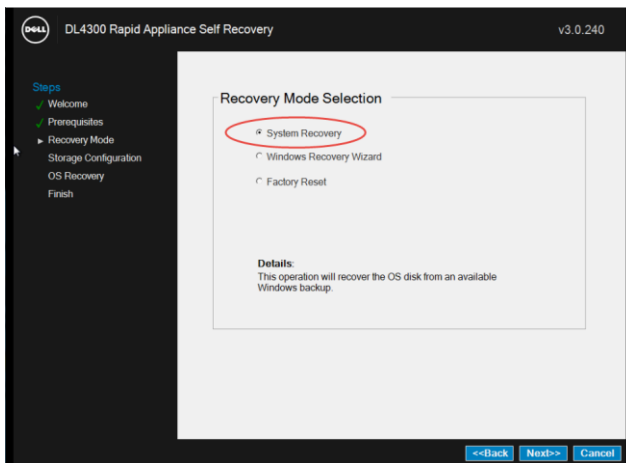 DELL DL4300 Rapid Appliance Self Recovery v3.0.240
Steps
Welcome
Prerequisites
Recovery Mode
Storage Configuration
OS Recovery
Finish
Recovery Mode Selection
System Recovery
Windows Recovery Wizard
Factory Reset
Details:
This operation will recover the OS disk from an available
Windows backup.
<<Back Next>> Cancel